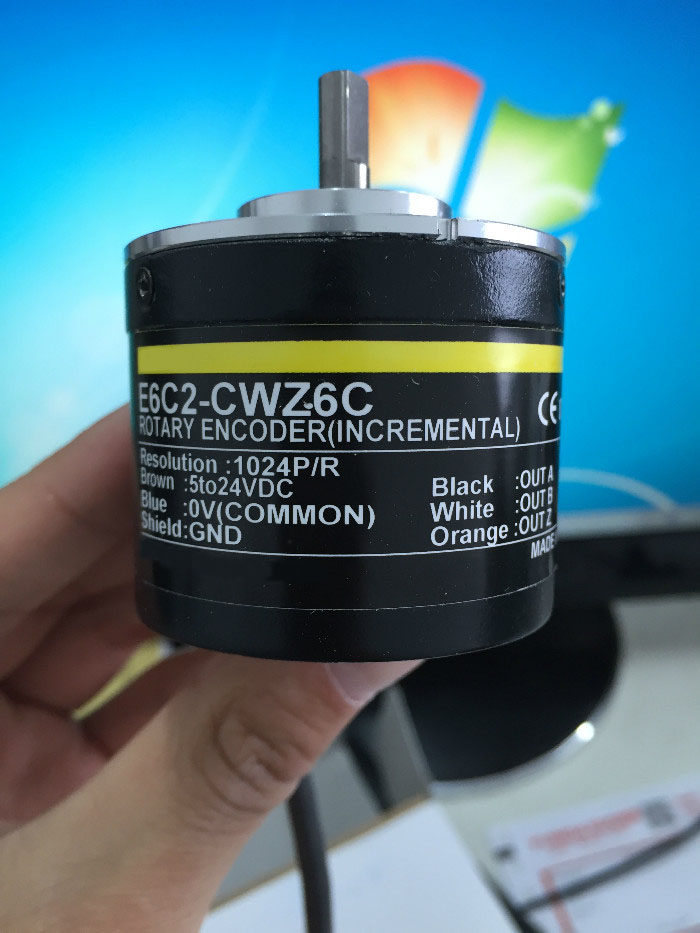 E6C2-CWZ6C
CE
ROTARY ENCODER(INCREMENTAL)
Resolution :1024P/R
Brown :5to24VDC
Blue :0V(COMMON)
Shield:GND
Black :OUT A
White :OUT B
Orange :OUT Z
MADE